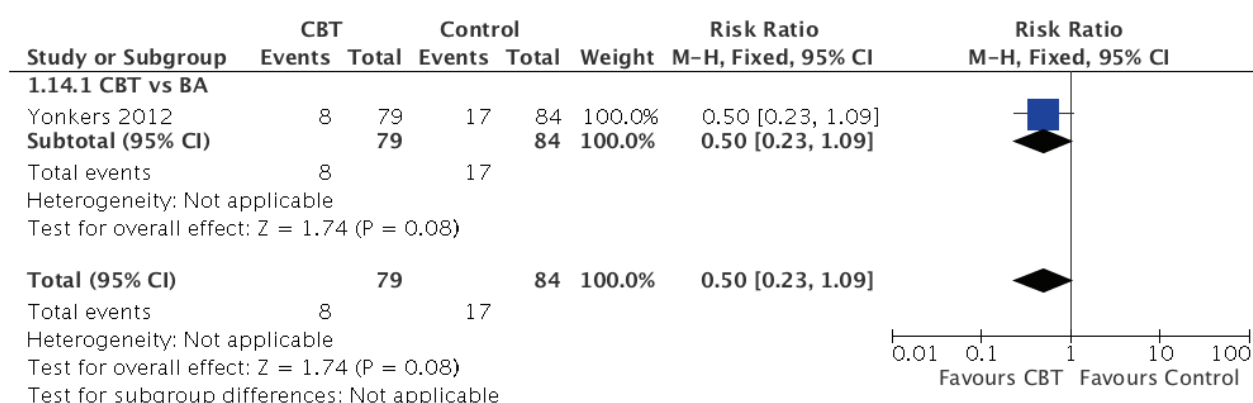 CBT Control Risk Ratio Risk Ratio
Study or Subgroup Events Total Events Total Weight M-H, Fixed, 95% CI M-H, Fixed, 95% CI
1.14.1 CBT vs BA
Yonkers 2012 8 79 17 84 100.0% 0.50 [0.23, 1.09]
Subtotal (95% CI) 79 84 100.0% 0.50 [0.23, 1.09]
Total events 8 17
Heterogeneity: Not applicable
Test for overall effect: Z = 1.74 (P = 0.08)
Total (95% CI) 79 84 100.0% 0.50 [0.23, 1.09]
Total events 8 17
Heterogeneity: Not applicable
Test for overall effect: Z = 1.74 (P = 0.08)
Test for subgroup differences: Not applicable
0.01 0.1 1 10 100
Favours CBT Favours Control